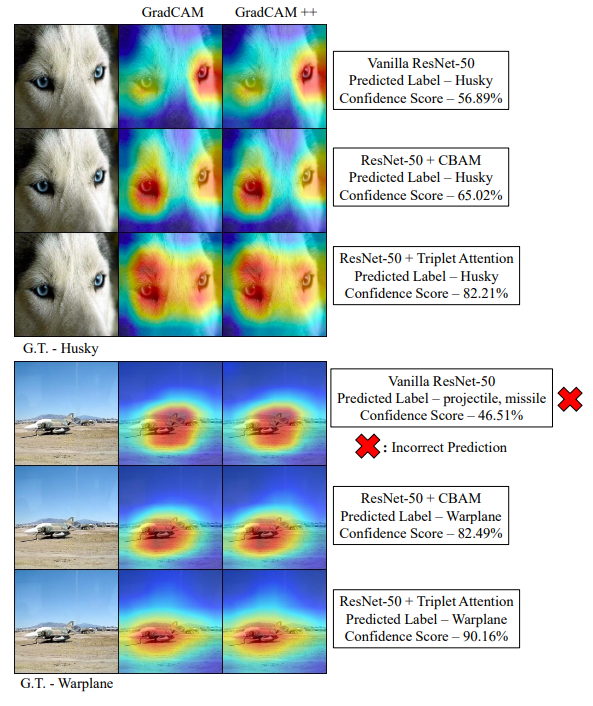 GradCAM
GradCAM ++
Vanilla ResNet-50
Predicted Label – Husky
Confidence Score – 56.89%
ResNet-50 + CBAM
Predicted Label – Husky
Confidence Score – 65.02%
ResNet-50 + Triplet Attention
Predicted Label – Husky
Confidence Score – 82.21%
G.T. - Husky
Vanilla ResNet-50
Predicted Label – projectile, missile
Confidence Score – 46.51%
: Incorrect Prediction
ResNet-50 + CBAM
Predicted Label – Warplane
Confidence Score – 82.49%
ResNet-50 + Triplet Attention
Predicted Label – Warplane
Confidence Score – 90.16%
G.T. - Warplane